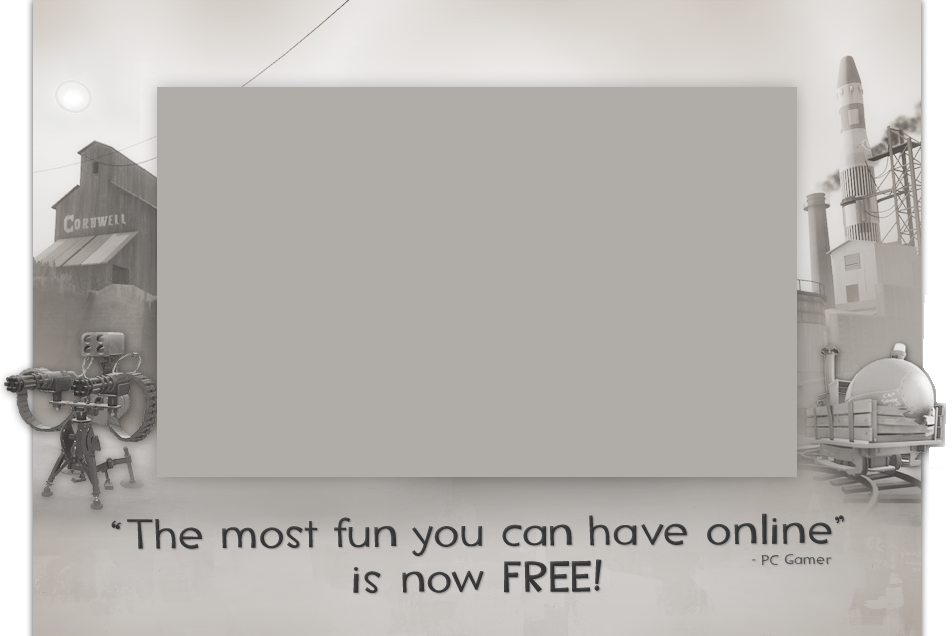 CORNWELL
“The most fun you can have online”
- PC Gamer
is now FREE!